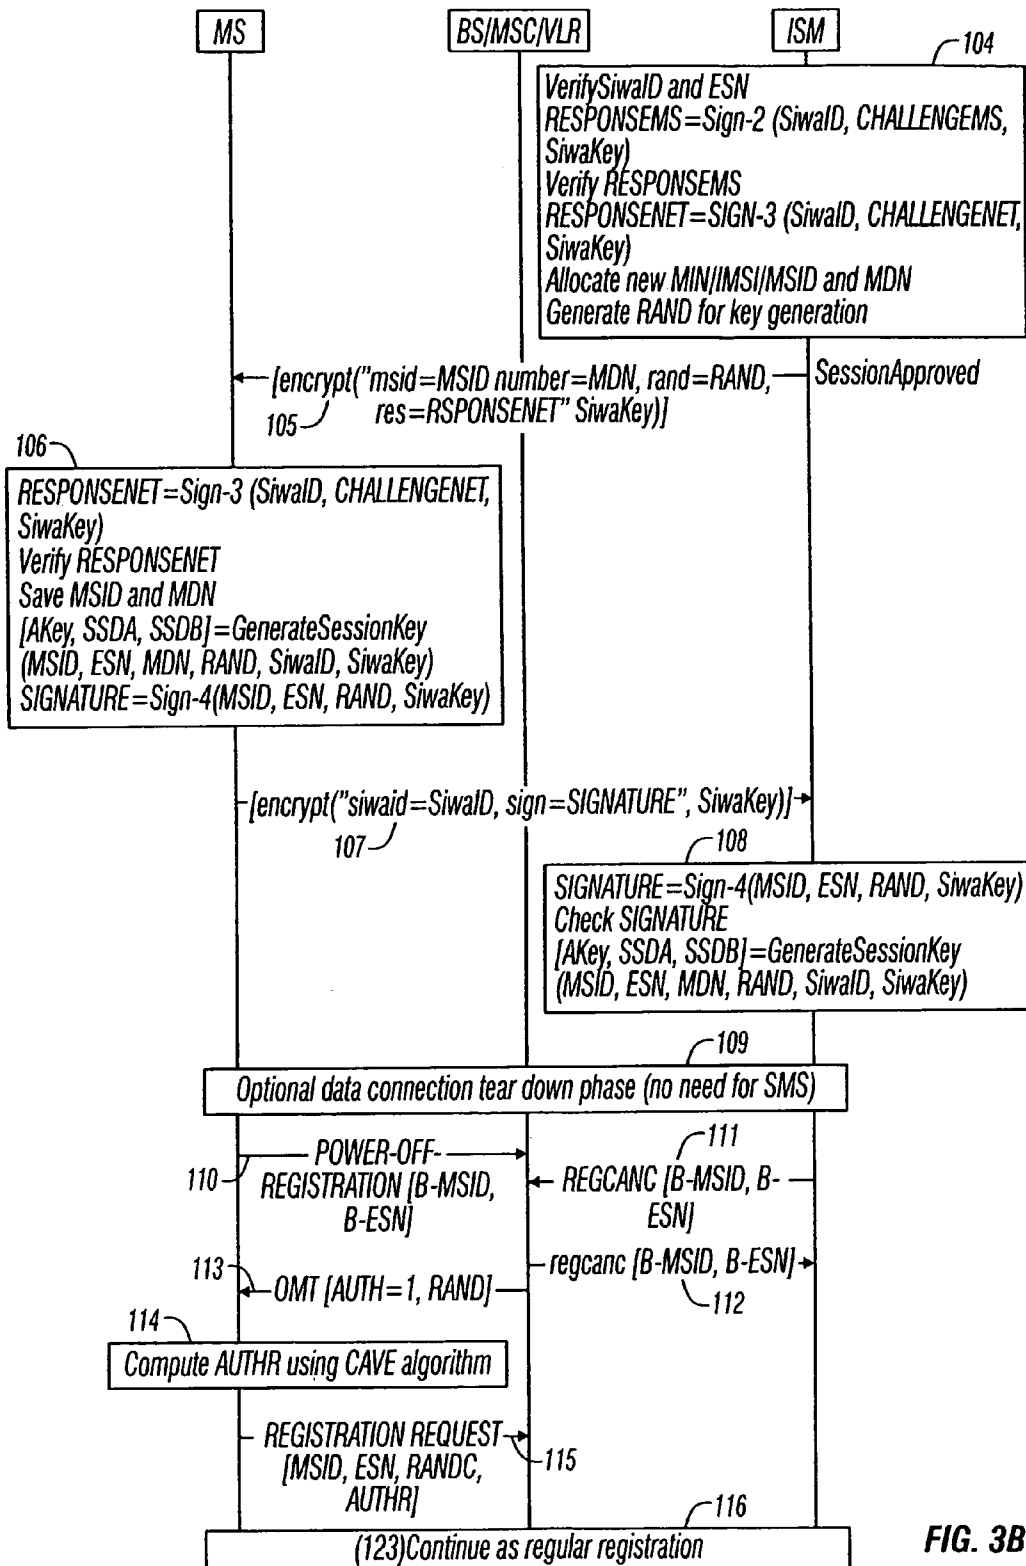 MS
BS/MSC/VLR
ISM
104
VerifySiwaID and ESN
RESPONSEMS=Sign-2 (SiwaID, CHALLENGEMS,
SiwaKey)
Verify RESPONSEMS
RESPONSENET=SIGN-3 (SiwaID, CHALLENGENET,
SiwaKey)
Allocate new MIN/IMSI/MSID and MDN
Generate RAND for key generation
[encrypt("msid=MSID number=MDN, rand=RAND,
res=RSPONSENET" SiwaKey)]
SessionApproved
105
106
RESPONSENET=Sign-3 (SiwaID, CHALLENGENET,
SiwaKey)
Verify RESPONSENET
Save MSID and MDN
[AKey, SSDA, SSDB]=GenerateSessionKey
(MSID, ESN, MDN, RAND, SiwaID, SiwaKey)
SIGNATURE=Sign-4(MSID, ESN, RAND, SiwaKey)
[encrypt("siwaid=SiwaID, sign=SIGNATURE", SiwaKey)]
107
108
SIGNATURE=Sign-4(MSID, ESN, RAND, SiwaKey)
Check SIGNATURE
[AKey, SSDA, SSDB]=GenerateSessionKey
(MSID, ESN, MDN, RAND, SiwaID, SiwaKey)
109
Optional data connection tear down phase (no need for SMS)
110
POWER-OFF-
REGISTRATION [B-MSID,
B-ESN]
111
REGCANC [B-MSID, B-
ESN]
regcanc [B-MSID, B-ESN]
112
113
OMT [AUTH=1, RAND]
114
Compute AUTHR using CAVE algorithm
REGISTRATION REQUEST
[MSID, ESN, RANDC,
AUTHR]
115
116
(123)Continue as regular registration
FIG. 3B